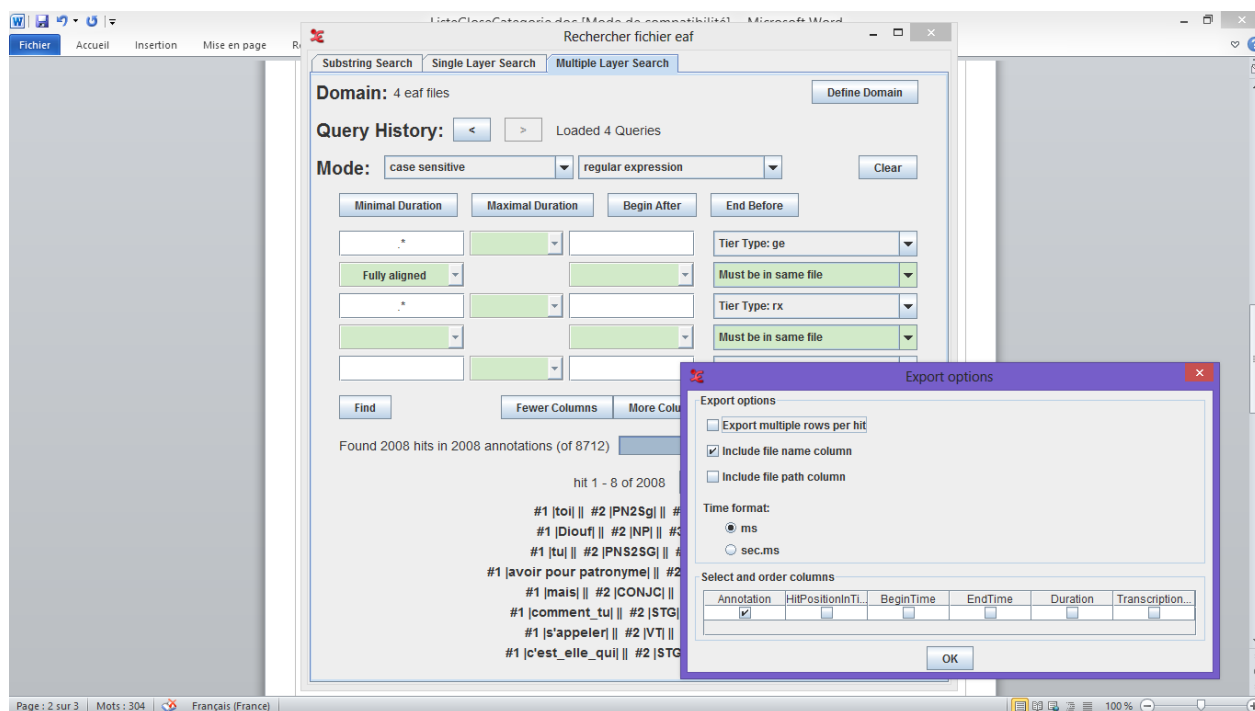 ListeCloseCategorie.doc [Mode de compatibilité] - Microsoft Word
Fichier Accueil Insertion Mise en page
Rechercher fichier eaf
Substring Search Single Layer Search Multiple Layer Search
Domain: 4 eaf files Define Domain
Query History: < > Loaded 4 Queries
Mode: case sensitive regular expression Clear
Minimal Duration Maximal Duration Begin After End Before
.* Tier Type: ge
Fully aligned Must be in same file
.* Tier Type: rx
Must be in same file
Find Fewer Columns More Colu
Found 2008 hits in 2008 annotations (of 8712)
hit 1 - 8 of 2008
#1 |toi| || #2 |PN2Sg| || #
#1 |Diouf| || #2 |NP| || #3
#1 |tu| || #2 |PNS2SG| || #
#1 |avoir pour patronyme| || #2
#1 |mais| || #2 |CONJC| ||
#1 |comment_tu| || #2 |STG|
#1 |s'appeler| || #2 |VT| ||
#1 |c'est_elle_qui| || #2 |STG
Export options
Export options
Export multiple rows per hit
Include file name column
Include file path column
Time format:
ms
sec.ms
Select and order columns
Annotation HitPositionInTi... BeginTime EndTime Duration Transcription...
OK
Page : 2 sur 3 Mots : 304 Français (France) 100 %